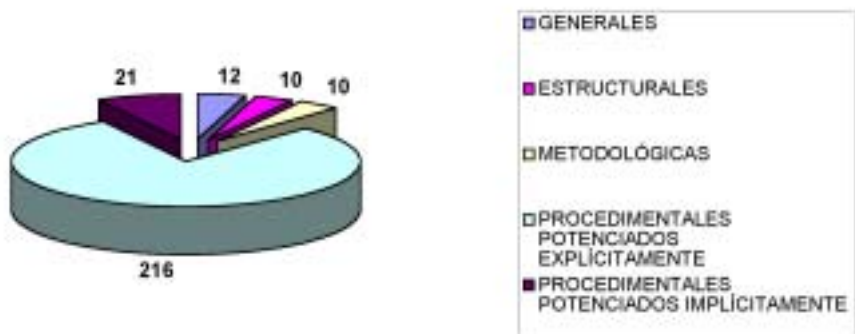 21
12
10
10
216
GENERALES
ESTRUCTURALES
METODOLÓGICAS
PROCEDIMENTALES
POTENCIADOS
EXPLÍCITAMENTE
PROCEDIMENTALES
POTENCIADOS IMPLÍCITAMENTE